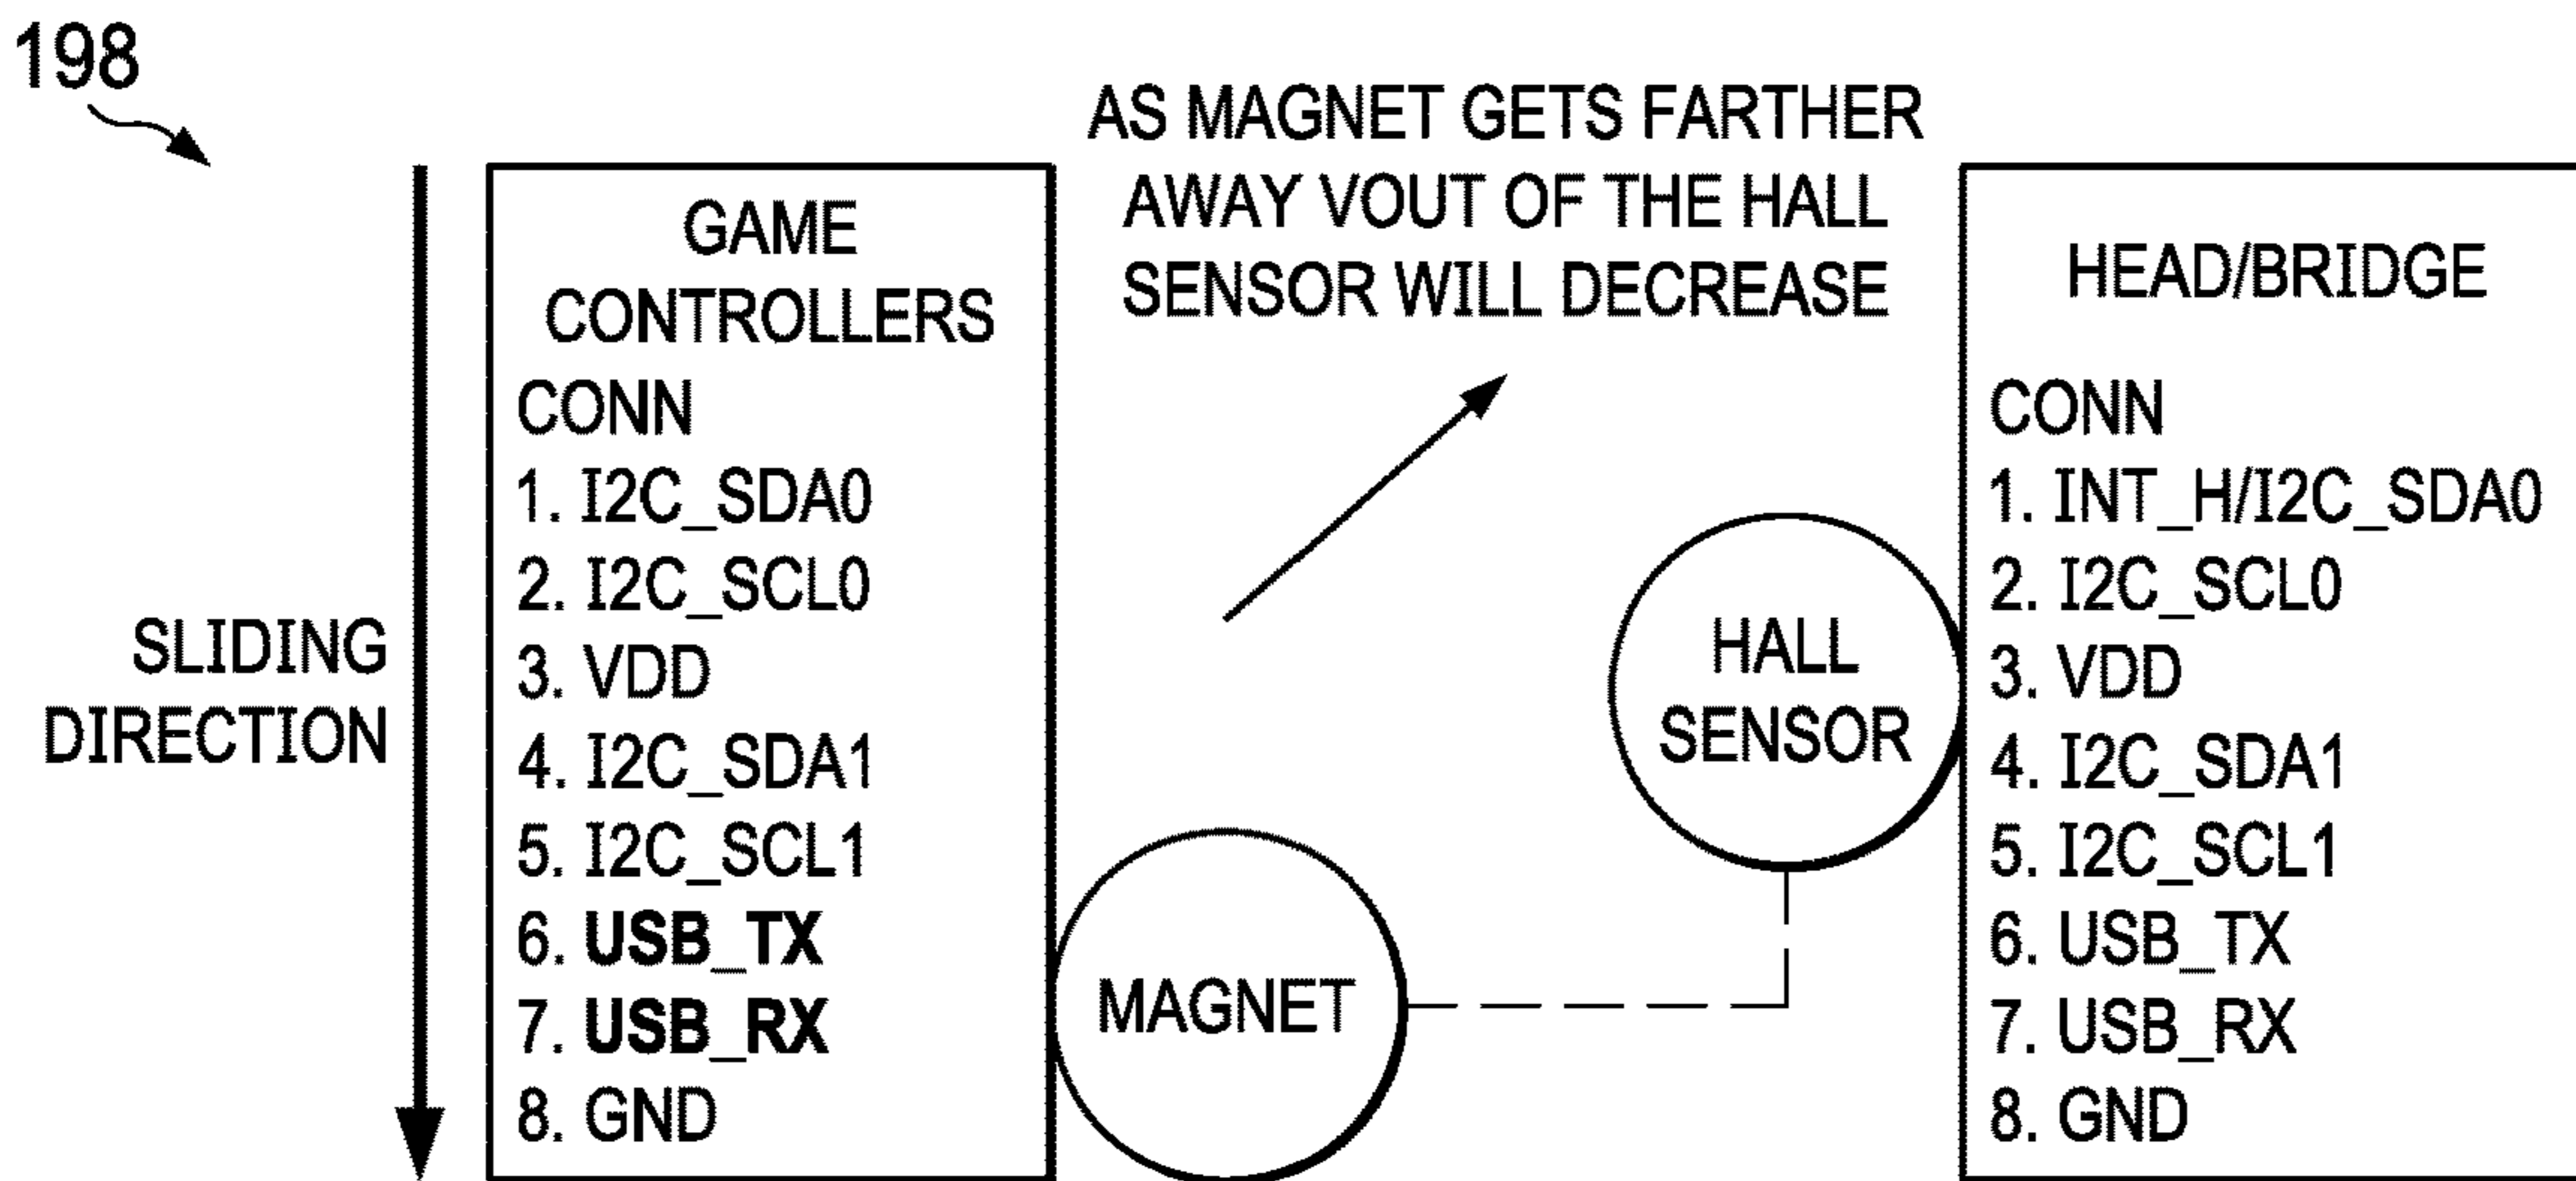 198
SLIDING
DIRECTION
GAME
CONTROLLERS
CONN
1. I2C_SDA0
2. I2C_SCL0
3. VDD
4. I2C_SDA1
5. I2C_SCL1
6. USB_TX
7. USB_RX
8. GND
AS MAGNET GETS FARTHER
AWAY VOUT OF THE HALL
SENSOR WILL DECREASE
MAGNET
HALL
SENSOR
HEAD/BRIDGE
CONN
1. INT_H/I2C_SDA0
2. I2C_SCL0
3. VDD
4. I2C_SDA1
5. I2C_SCL1
6. USB_TX
7. USB_RX
8. GND